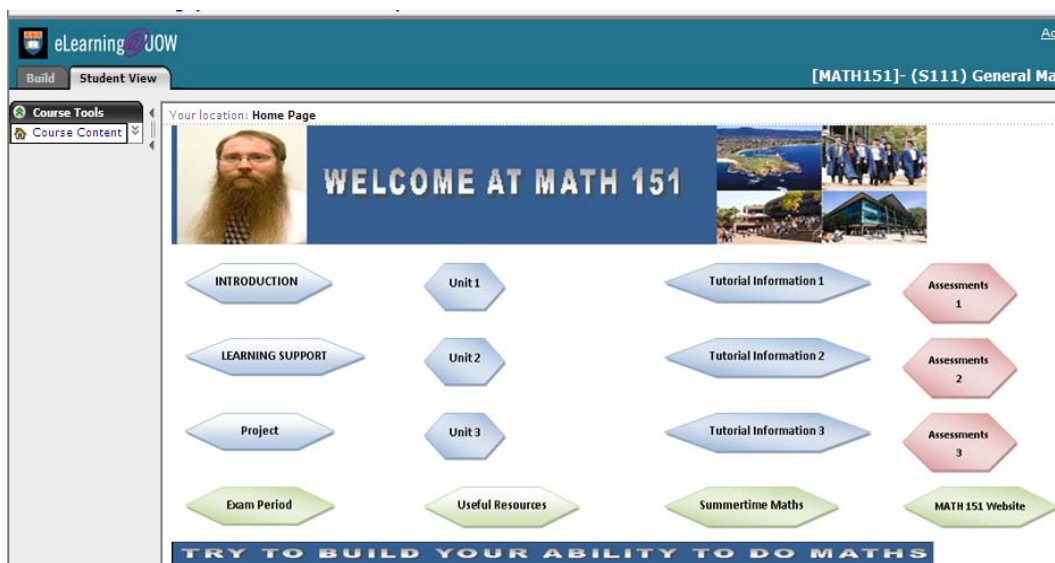 eLearning@UOW
Build
Student View
[MATH151]- (S111) General Ma
Course Tools
Course Content
Your location: Home Page
WELCOME AT MATH 151
INTRODUCTION
Unit 1
Tutorial Information 1
Assessments
1
LEARNING SUPPORT
Unit 2
Tutorial Information 2
Assessments
2
Project
Unit 3
Tutorial Information 3
Assessments
3
Exam Period
Useful Resources
Summertime Maths
MATH 151 Website
TRY TO BUILD YOUR ABILITY TO DO MATHS